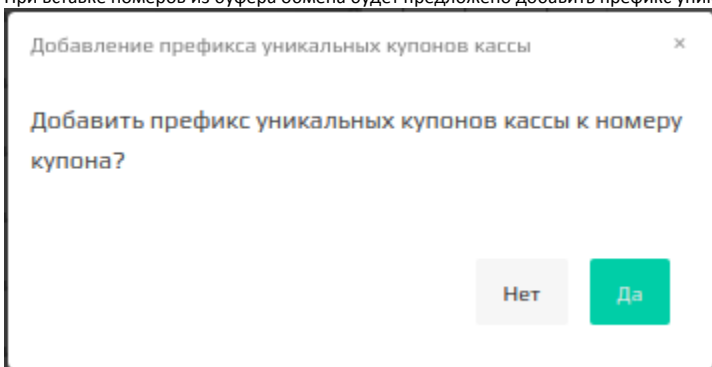 При вставке номеров из буфера обмена будет предложено добавить префикс уник
Добавление префикса уникальных купонов кассы ×
Добавить префикс уникальных купонов кассы к номеру
купона?
Нет Да